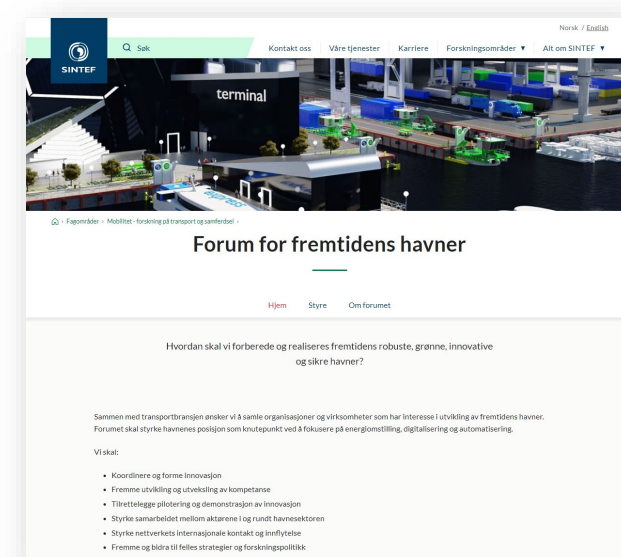 Norsk / English
SINTEF
Søk
Kontakt oss
Våre tjenester
Karriere
Forskningsområder ▼
Alt om SINTEF ▼
terminal
express
Fagområder › Mobilitet - forskning på transport og samferdsel ›
Forum for fremtidens havner
Hjem
Styre
Om forumet
Hvordan skal vi forberede og realiseres fremtidens robuste, grønne, innovative
og sikre havner?
Sammen med transportbransjen ønsker vi å samle organisasjoner og virksomheter som har interesse i utvikling av fremtidens havner.
Forumet skal styrke havnenes posisjon som knutepunkt ved å fokusere på energiomstilling, digitalisering og automatisering.
Vi skal:
• Koordinere og forme innovasjon
• Fremme utvikling og utveksling av kompetanse
• Tilrettelegge pilotering og demonstrasjon av innovasjon
• Styrke samarbeidet mellom aktørene i og rundt havnesektoren
• Styrke nettverkets internasjonale kontakt og innflytelse
• Fremme og bidra til felles strategier og forskningspolitikk